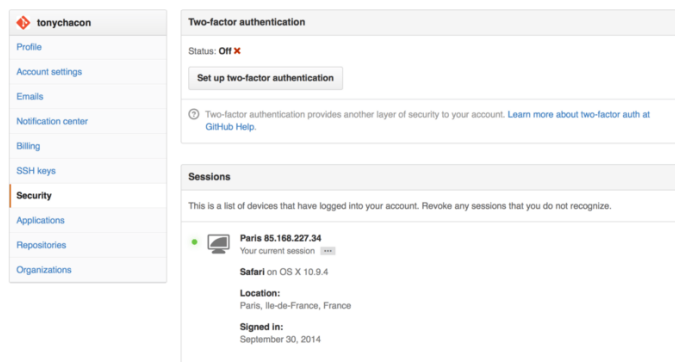 tonychacon
Profile
Account settings
Emails
Notification center
Billing
SSH keys
Security
Applications
Repositories
Organizations
Two-factor authentication
Status: Off ✖
Set up two-factor authentication
Two-factor authentication provides another layer of security to your account. Learn more about two-factor auth at
GitHub Help.
Sessions
This is a list of devices that have logged into your account. Revoke any sessions that you do not recognize.
Paris 85.168.227.34
Your current session ...
Safari on OS X 10.9.4
Location:
Paris, Ile-de-France, France
Signed in:
September 30, 2014